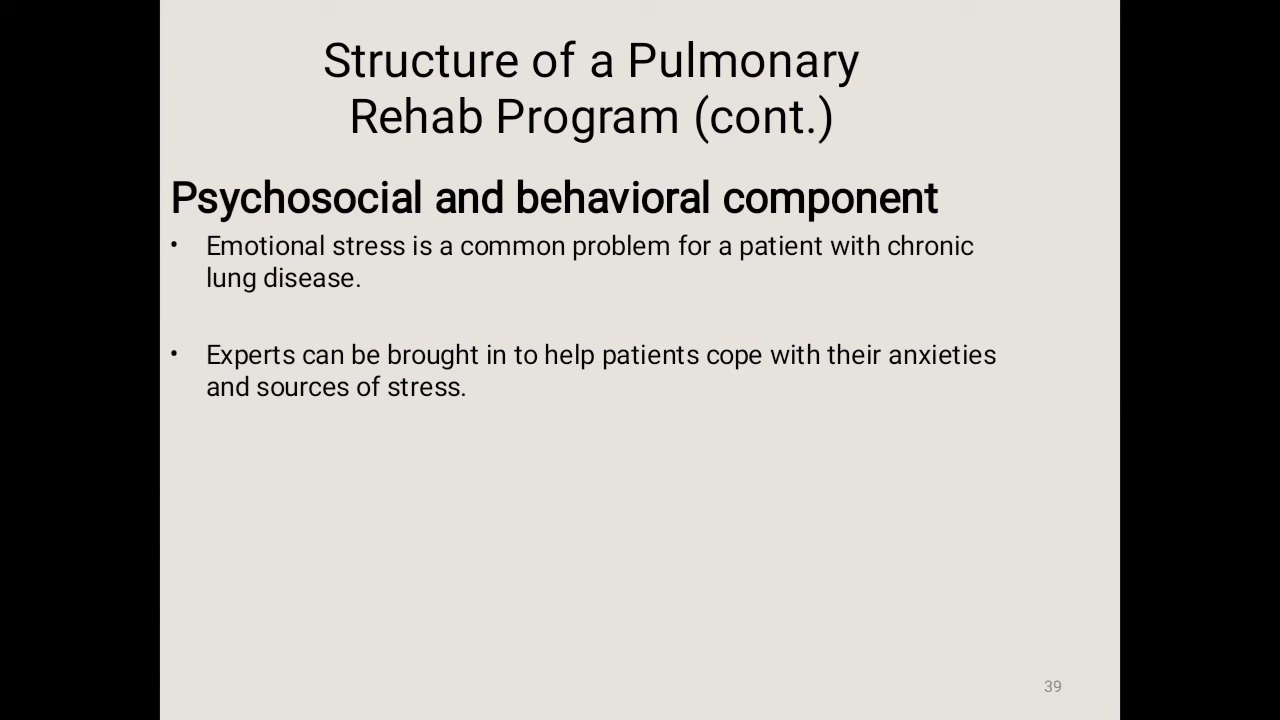 Structure of a Pulmonary
Rehab Program (cont.)
Psychosocial and behavioral component
• Emotional stress is a common problem for a patient with chronic
lung disease.
• Experts can be brought in to help patients cope with their anxieties
and sources of stress.
39